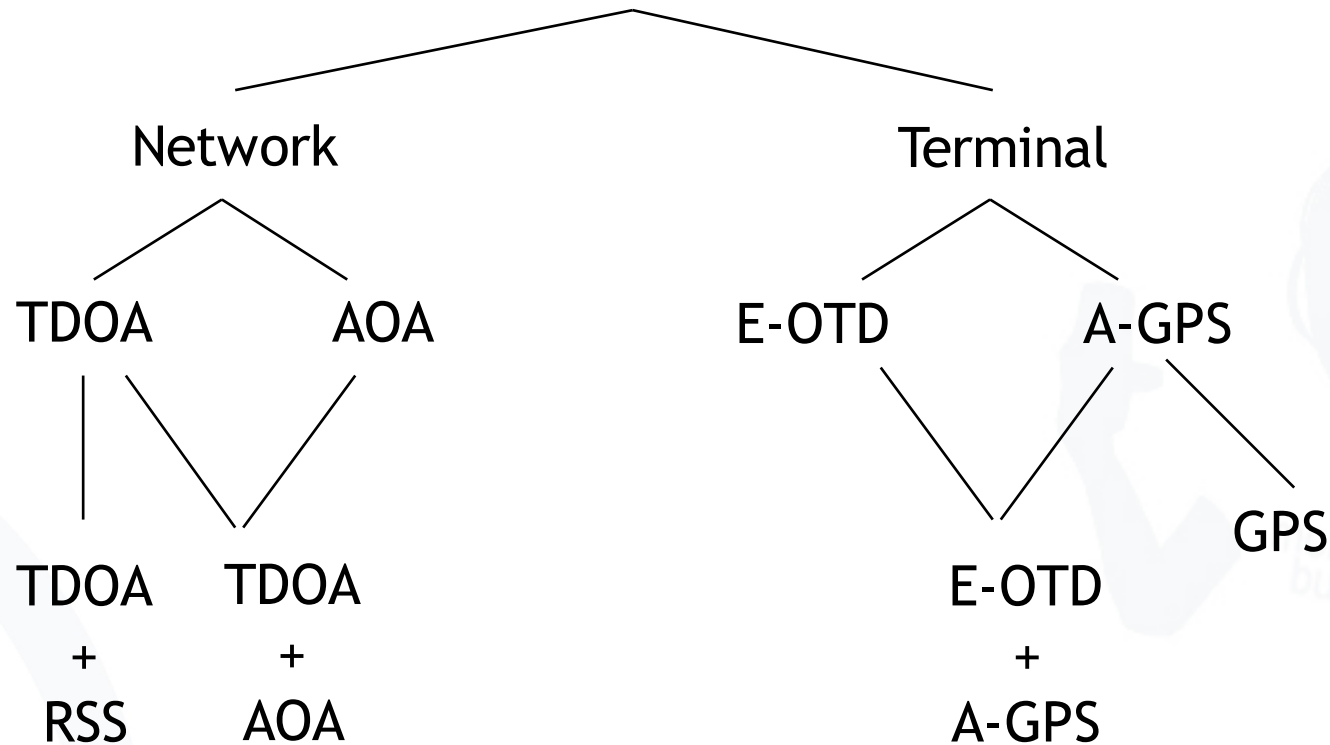 Network Terminal
TDOA AOA E-OTD A-GPS
GPS
TDOA TDOA E-OTD
+ + +
RSS AOA A-GPS